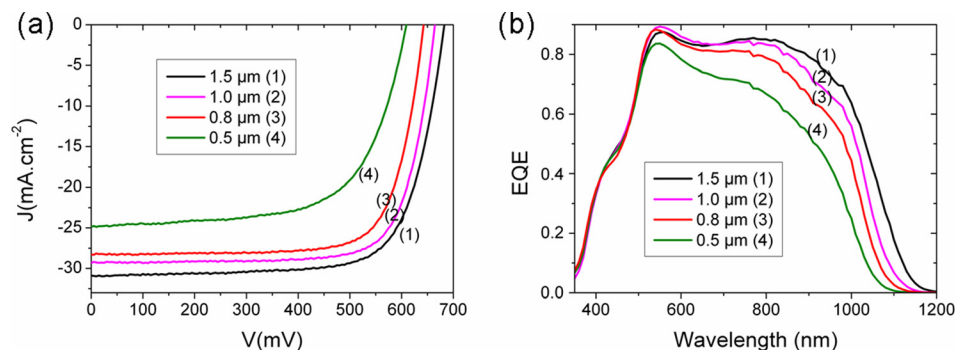 (a)
0
-5
-10
-15
-20
-25
-30
J(mA.cm-2)
1.5 µm (1)
1.0 µm (2)
0.8 µm (3)
0.5 µm (4)
(4)
(3)
(2)
(1)
0 100 200 300 400 500 600 700
V(mV)
(b)
0.8
0.6
0.4
0.2
0.0
EQE
(1)
(2)
(3)
(4)
1.5 µm (1)
1.0 µm (2)
0.8 µm (3)
0.5 µm (4)
400 600 800 1000 1200
Wavelength (nm)